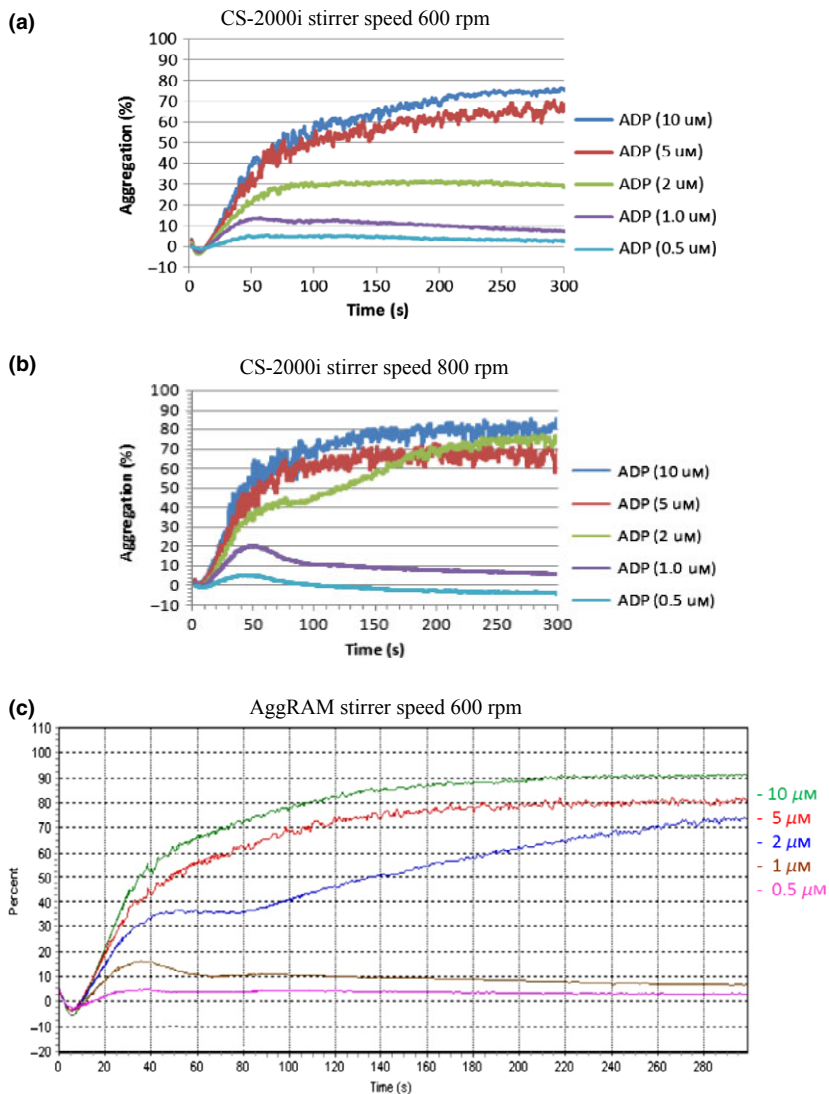 (a)
CS-2000i stirrer speed 600 rpm
100
90
80
70
60
50
40
30
20
10
0
–10
Aggregation (%)
0 50 100 150 200 250 300
Time (s)
ADP (10 uM)
ADP (5 uM)
ADP (2 uM)
ADP (1.0 uM)
ADP (0.5 uM)
(b)
CS-2000i stirrer speed 800 rpm
100
90
80
70
60
50
40
30
20
10
0
–10
Aggregation (%)
0 50 100 150 200 250 300
Time (s)
ADP (10 uM)
ADP (5 uM)
ADP (2 uM)
ADP (1.0 uM)
ADP (0.5 uM)
(c)
AggRAM stirrer speed 600 rpm
110
100
90
80
70
60
50
40
30
20
10
0
–10
–20
Percent
0 20 40 60 80 100 120 140 160 180 200 220 240 260 280
Time (s)
- 10 μM
- 5 μM
- 2 μM
- 1 μM
- 0.5 μM